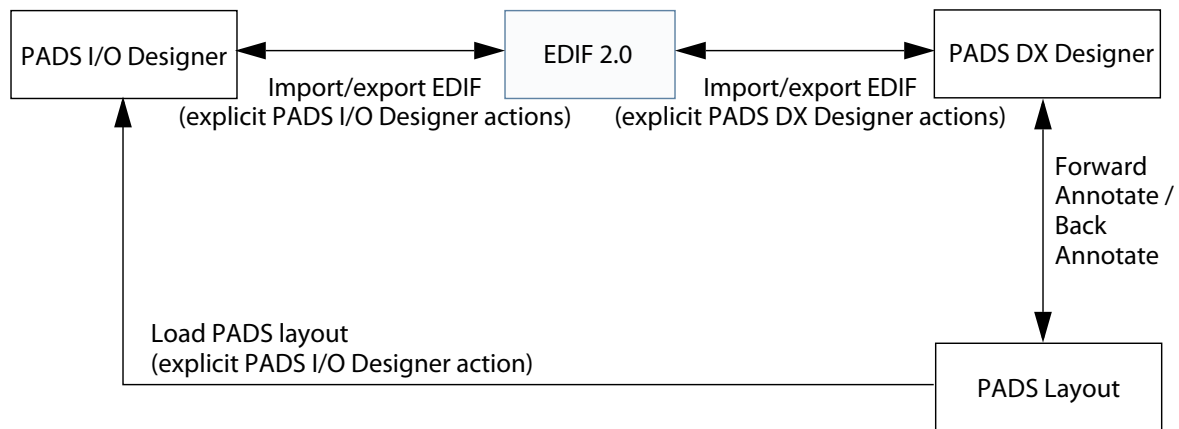 PADS I/O Designer
EDIF 2.0
PADS DX Designer
Import/export EDIF
(explicit PADS I/O Designer actions)
Import/export EDIF
(explicit PADS DX Designer actions)
Forward
Annotate /
Back
Annotate
Load PADS layout
(explicit PADS I/O Designer action)
PADS Layout